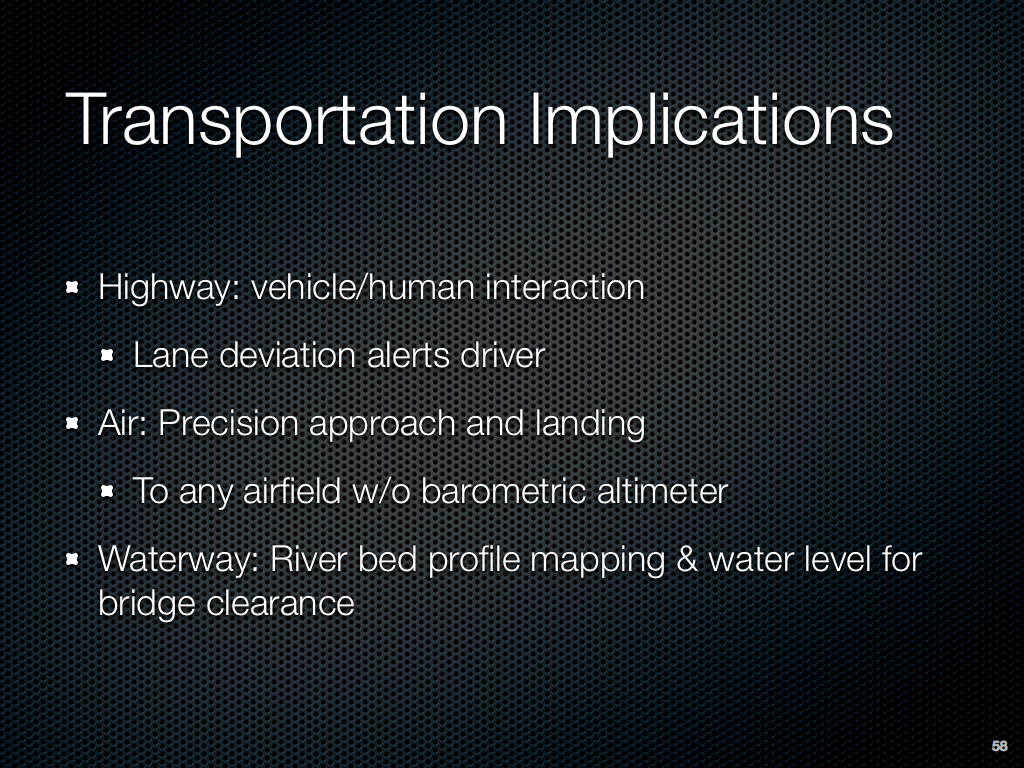 Transportation Implications
Highway: vehicle/human interaction
Lane deviation alerts driver
Air: Precision approach and landing
To any airfield w/o barometric altimeter
Waterway: River bed profile mapping & water level for
bridge clearance
58